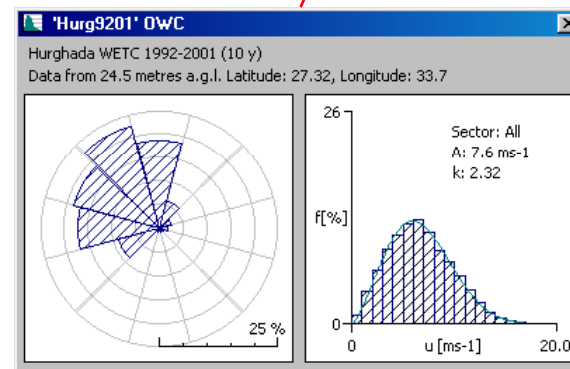 'Hurg9201' OWC
Hurghada WETC 1992-2001 (10 y)
Data from 24.5 metres a.g.l. Latitude: 27.32, Longitude: 33.7
25 %
26
Sector: All
A: 7.6 ms-1
k: 2.32
f[%]
0
0 u [ms-1] 20.0